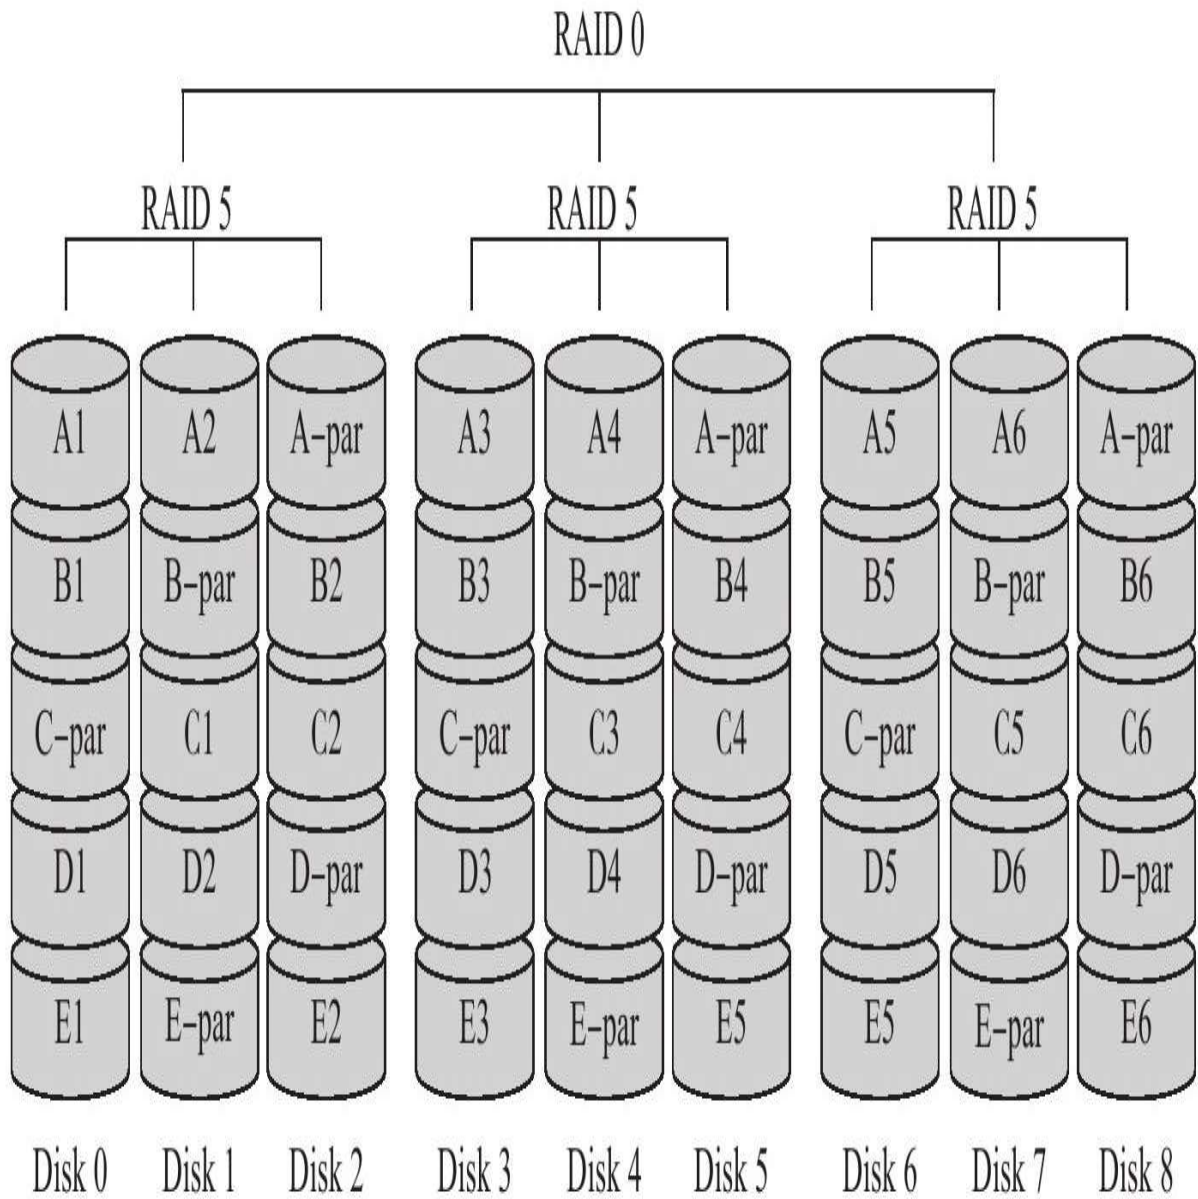 RAID 0
RAID 5 RAID 5 RAID 5
A1 A2 A–par A3 A4 A–par A5 A6 A–par
B1 B–par B2 B3 B–par B4 B5 B–par B6
C–par C1 C2 C–par C3 C4 C–par C5 C6
D1 D2 D–par D3 D4 D–par D5 D6 D–par
E1 E–par E2 E3 E–par E5 E5 E–par E6
Disk 0 Disk 1 Disk 2 Disk 3 Disk 4 Disk 5 Disk 6 Disk 7 Disk 8